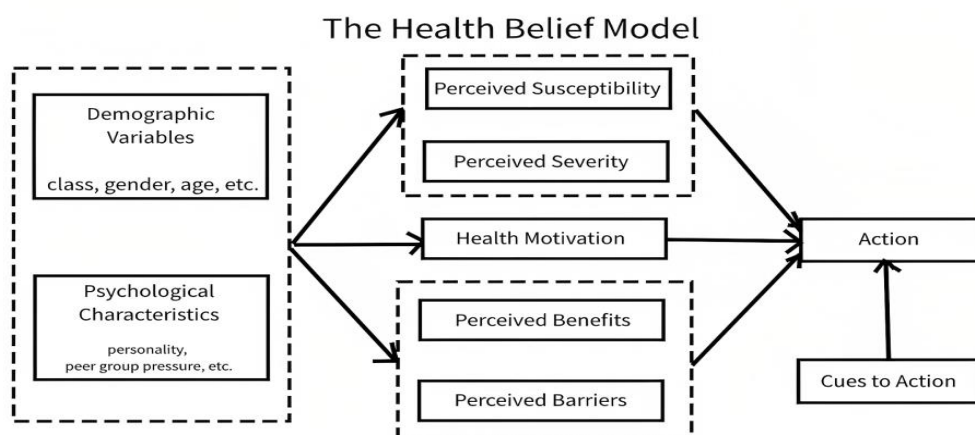 The Health Belief Model
Demographic
Variables
class, gender, age, etc.
Psychological
Characteristics
personality,
peer group pressure, etc.
Perceived Susceptibility
Perceived Severity
Health Motivation
Perceived Benefits
Perceived Barriers
Action
Cues to Action